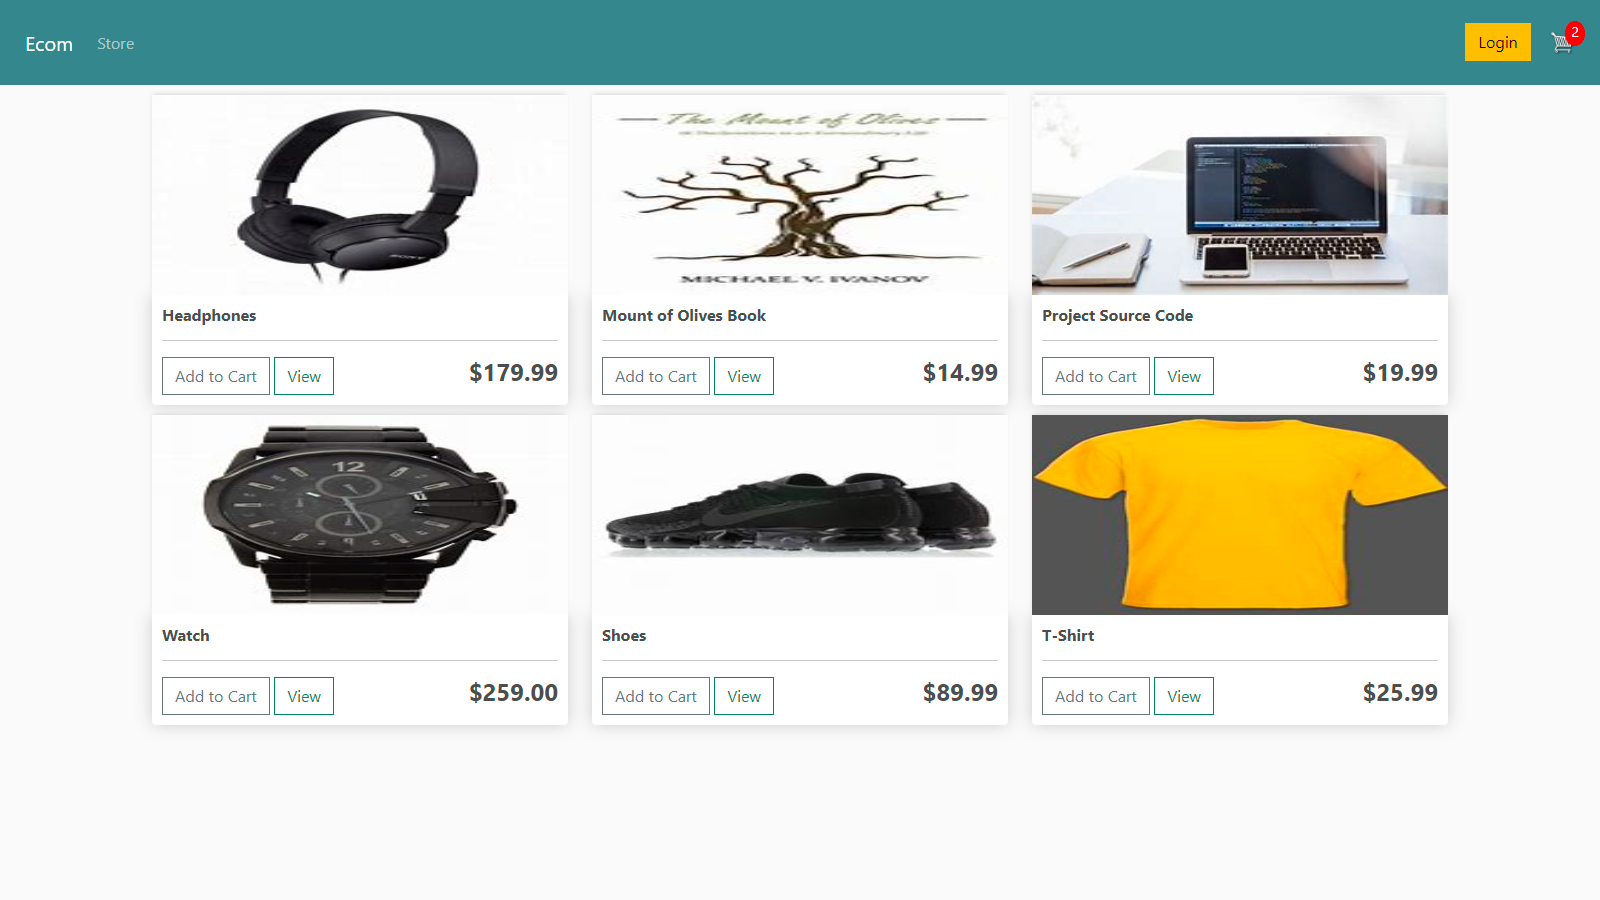 Ecom Store Login 2
The Mount of Olives
MICHAEL V. IVANOV
SONY
Headphones
Add to Cart View $179.99
Mount of Olives Book
Add to Cart View $14.99
Project Source Code
Add to Cart View $19.99
12
Watch
Add to Cart View $259.00
Shoes
Add to Cart View $89.99
T-Shirt
Add to Cart View $25.99